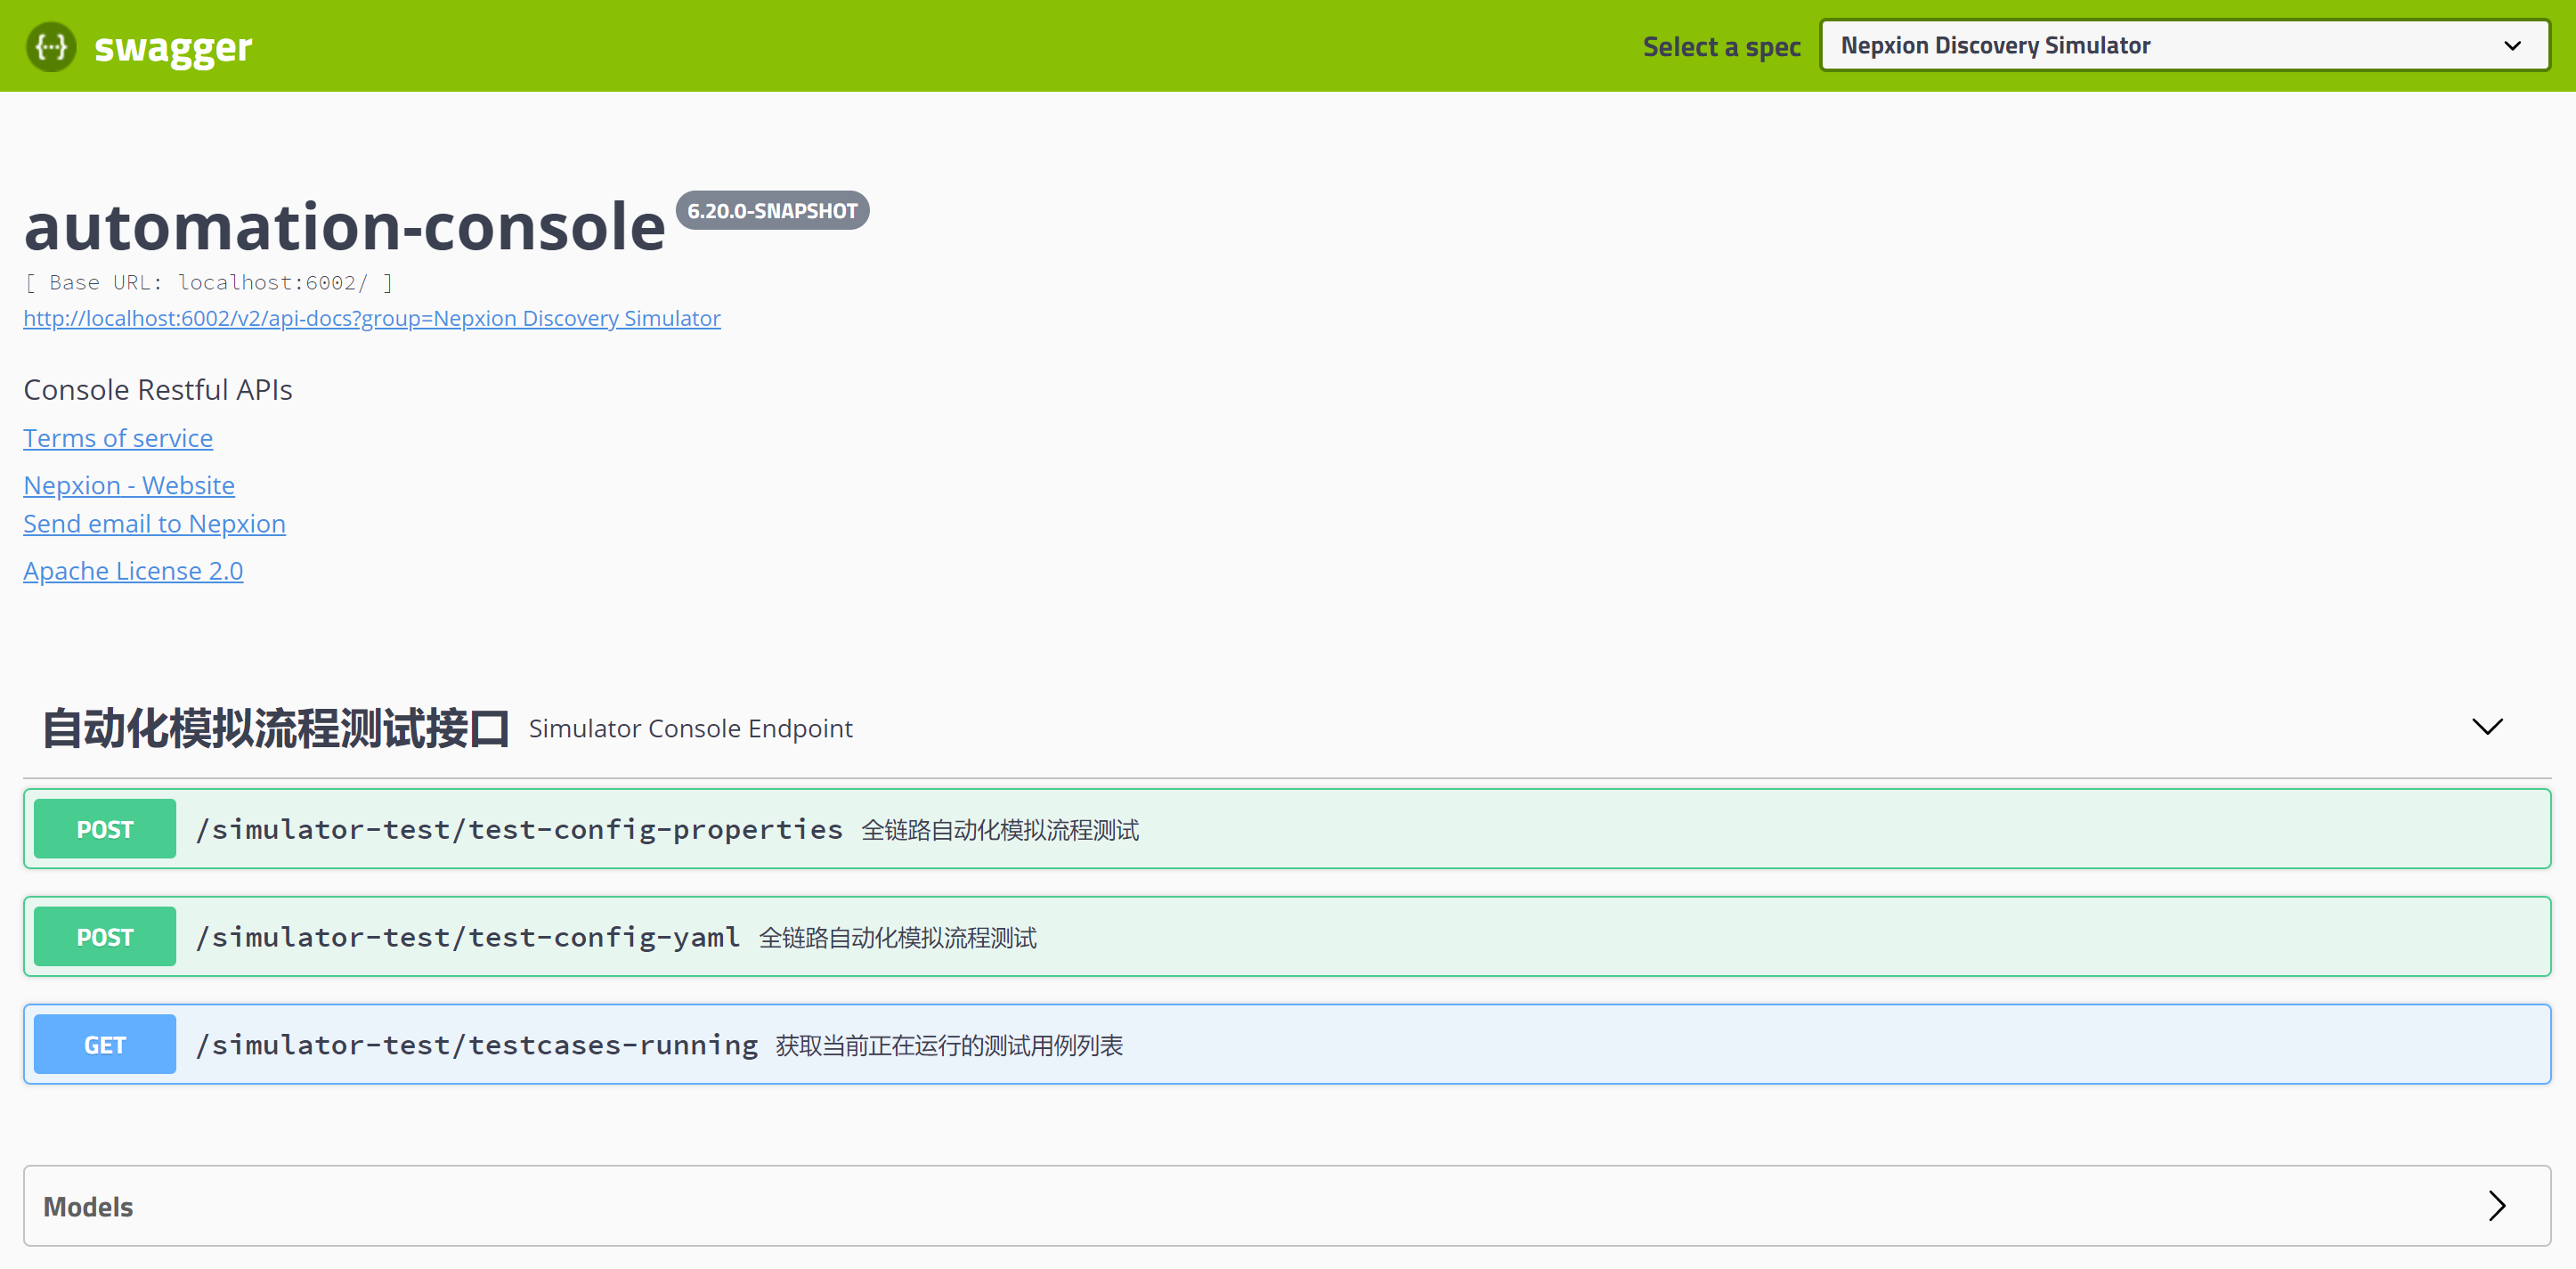 swagger
Select a spec Nepxion Discovery Simulator
automation-console 6.20.0-SNAPSHOT
[ Base URL: localhost:6002/ ]
http://localhost:6002/v2/api-docs?group=Nepxion Discovery Simulator
Console Restful APIs
Terms of service
Nepxion - Website
Send email to Nepxion
Apache License 2.0
自动化模拟流程测试接口 Simulator Console Endpoint
POST /simulator-test/test-config-properties 全链路自动化模拟流程测试
POST /simulator-test/test-config-yaml 全链路自动化模拟流程测试
GET /simulator-test/testcases-running 获取当前正在运行的测试用例列表
Models